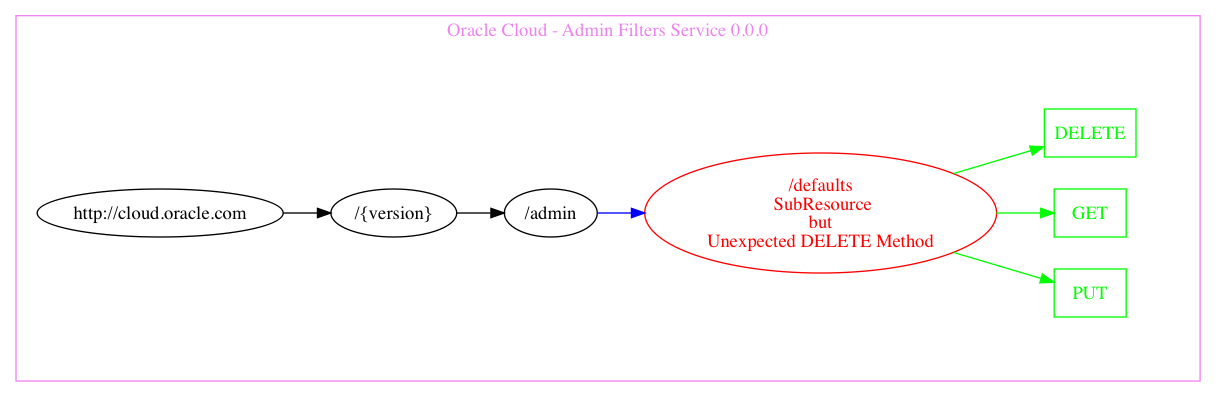 Oracle Cloud - Admin Filters Service 0.0.0
http://cloud.oracle.com
/{version}
/admin
/defaults
SubResource
but
Unexpected DELETE Method
DELETE
GET
PUT